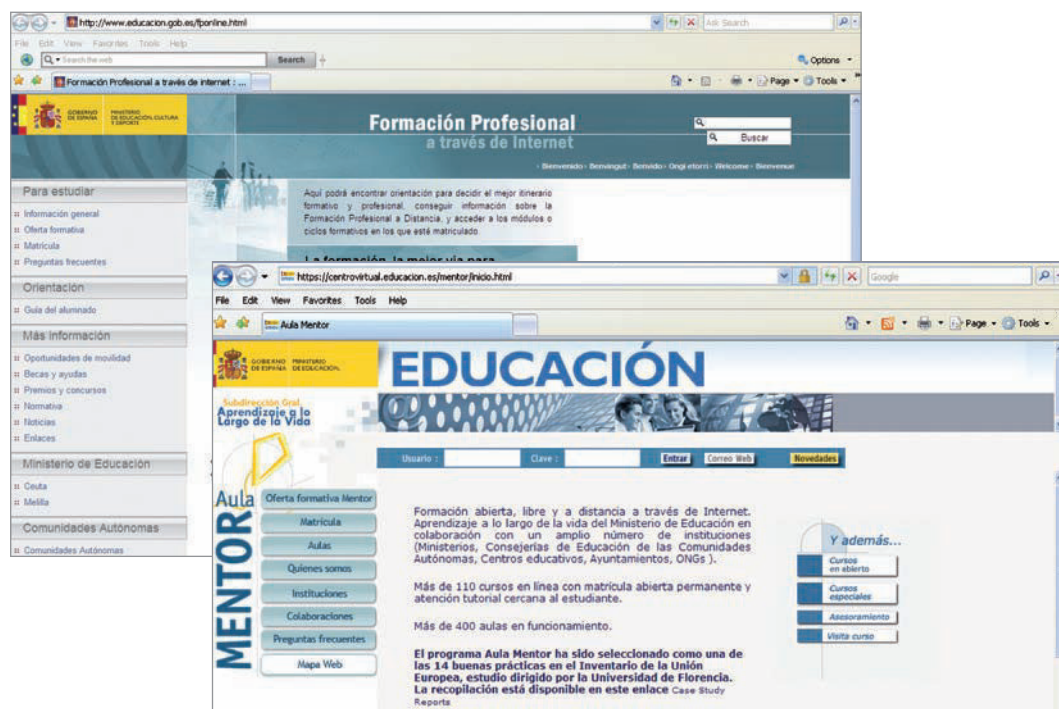 http://www.educacion.gob.es/fponline.html
Ask Search
File Edit View Favorites Tools Help
Search the web
Search
Options
Formación Profesional a través de internet : ...
Page
Tools
GOBIERNO DE ESPAÑA
MINISTERIO DE EDUCACIÓN, CULTURA Y DEPORTE
Formación Profesional
a través de Internet
Buscar
Bienvenido · Benvingut · Benvido · Ongi etorri · Welcome · Bienvenue
Para estudiar
Información general
Oferta formativa
Matrícula
Preguntas frecuentes
Orientación
Guía del alumnado
Más Información
Oportunidades de movilidad
Becas y ayudas
Premios y concursos
Normativa
Noticias
Enlaces
Ministerio de Educación
Ceuta
Melilla
Comunidades Autónomas
Comunidades Autónomas
Aquí podrá encontrar orientación para decidir el mejor itinerario
formativo y profesional, conseguir información sobre la
Formación Profesional a Distancia, y acceder a los módulos o
ciclos formativos en los que esté matriculado.
La formación, la mejor vía para
https://centrovirtual.educacion.es/mentor/inicio.html
Google
File Edit View Favorites Tools Help
Aula Mentor
Page
Tools
GOBIERNO DE ESPAÑA
MINISTERIO DE EDUCACIÓN
EDUCACIÓN
Subdirección Gral.
Aprendizaje a lo
Largo de la Vida
Usuario :
Clave :
Entrar
Correo Web
Novedades
Aula
MENTOR
Oferta formativa Mentor
Matrícula
Aulas
Quienes somos
Instituciones
Colaboraciones
Preguntas frecuentes
Mapa Web
Formación abierta, libre y a distancia a través de Internet.
Aprendizaje a lo largo de la vida del Ministerio de Educación en
colaboración con un amplio número de instituciones
(Ministerios, Consejerías de Educación de las Comunidades
Autónomas, Centros educativos, Ayuntamientos, ONGs ).
Más de 110 cursos en línea con matrícula abierta permanente y
atención tutorial cercana al estudiante.
Más de 400 aulas en funcionamiento.
El programa Aula Mentor ha sido seleccionado como una de
las 14 buenas prácticas en el Inventario de la Unión
Europea, estudio dirigido por la Universidad de Florencia.
La recopilación está disponible en este enlace Case Study
Reports
Y además...
Cursos
en abierto
Cursos
especiales
Asesoramiento
Visita curso